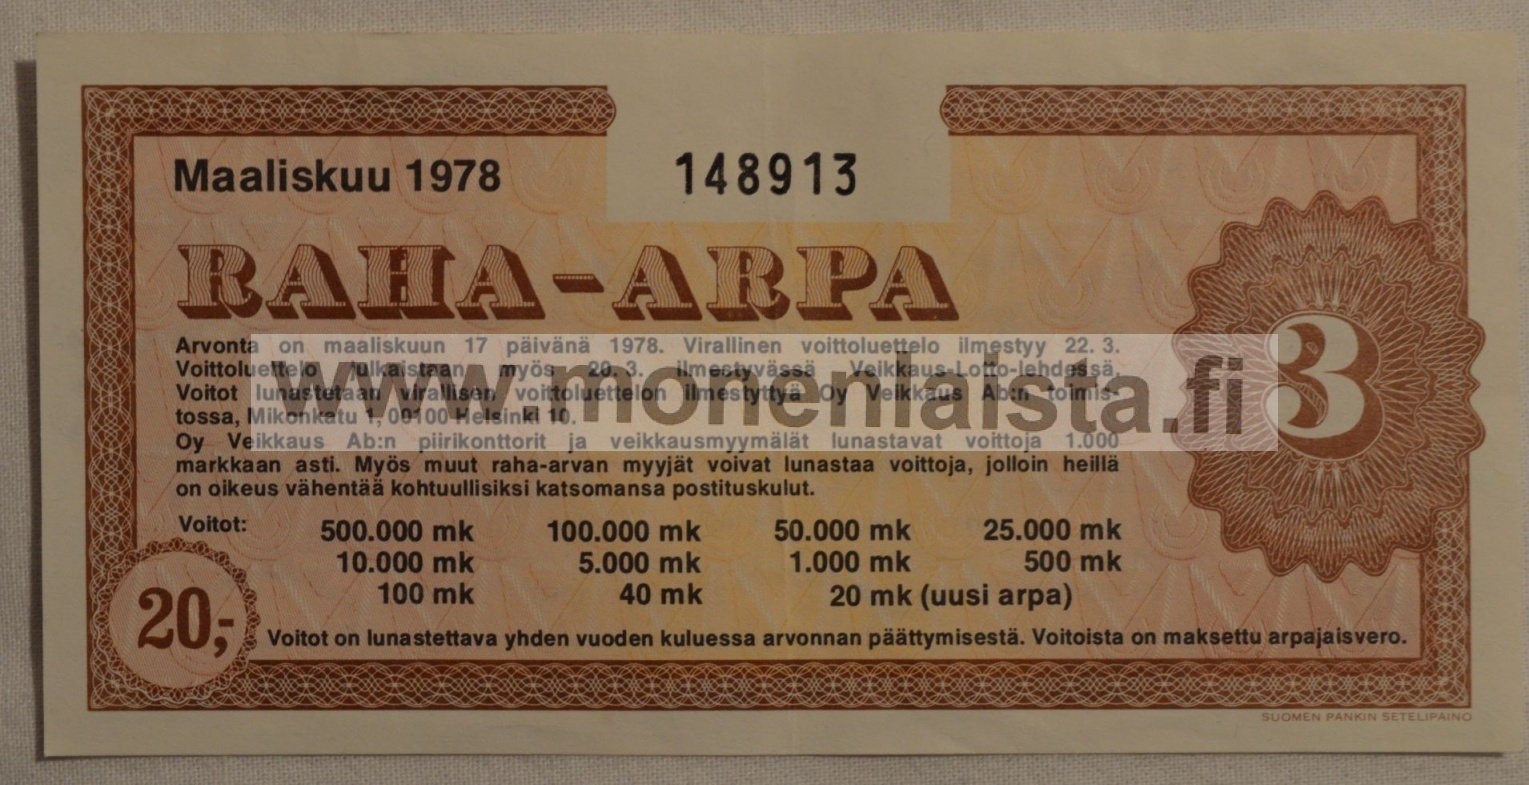 Maaliskuu 1978
148913
RAHA-ARPA
Arvonta on maaliskuun 17 päivänä 1978. Virallinen voittoluettelo ilmestyy 22. 3.
Voittoluettelo julkaistaan myös 20. 3. ilmestyvässä Veikkaus-Lotto-lehdessä.
Voitot lunastetaan virallisen voittoluettelon ilmestyttyä Oy Veikkaus Ab:n toimis-
tossa, Mikonkatu 1, 00100 Helsinki 10.
Oy Veikkaus Ab:n piirikonttorit ja veikkausmyymälät lunastavat voittoja 1.000
markkaan asti. Myös muut raha-arvan myyjät voivat lunastaa voittoja, jolloin heillä
on oikeus vähentää kohtuullisiksi katsomansa postituskulut.
www.monenlaista.fi
3
Voitot:
500.000 mk 100.000 mk 50.000 mk 25.000 mk
10.000 mk 5.000 mk 1.000 mk 500 mk
100 mk 40 mk 20 mk (uusi arpa)
20,-
Voitot on lunastettava yhden vuoden kuluessa arvonnan päättymisestä. Voitoista on maksettu arpajaisvero.
SUOMEN PANKIN SETELIPAINO